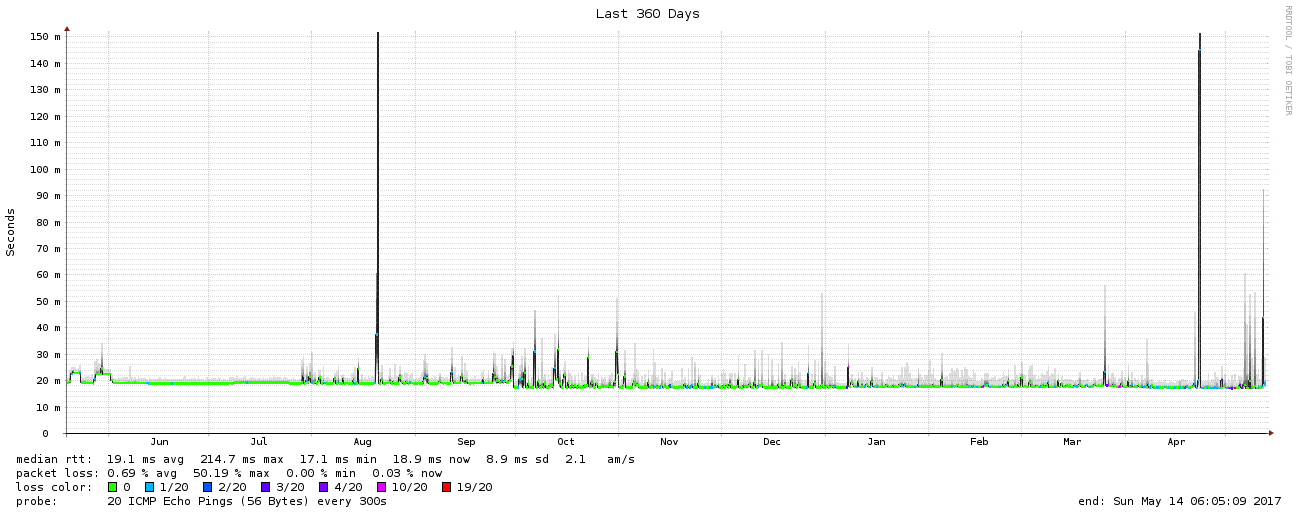 Last 360 Days
RRDTOOL / TOBI OETIKER
Seconds
150 m
140 m
130 m
120 m
110 m
100 m
90 m
80 m
70 m
60 m
50 m
40 m
30 m
20 m
10 m
0
Jun Jul Aug Sep Oct Nov Dec Jan Feb Mar Apr
median rtt: 19.1 ms avg 214.7 ms max 17.1 ms min 18.9 ms now 8.9 ms sd 2.1 am/s
packet loss: 0.69 % avg 50.19 % max 0.00 % min 0.03 % now
loss color: 0 1/20 2/20 3/20 4/20 10/20 19/20
probe: 20 ICMP Echo Pings (56 Bytes) every 300s end: Sun May 14 06:05:09 2017